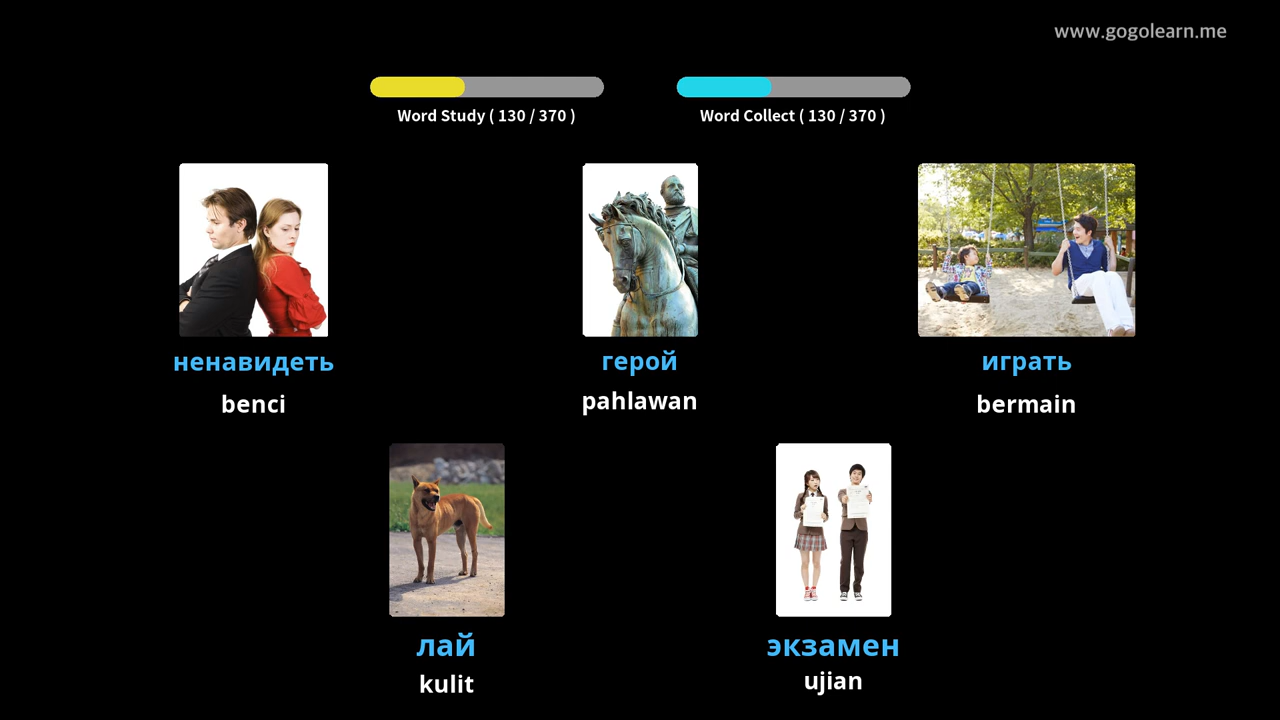 www.gogolearn.me
Word Study ( 130 / 370 )
Word Collect ( 130 / 370 )
ненавидеть
benci
герой
pahlawan
играть
bermain
лай
kulit
экзамен
ujian